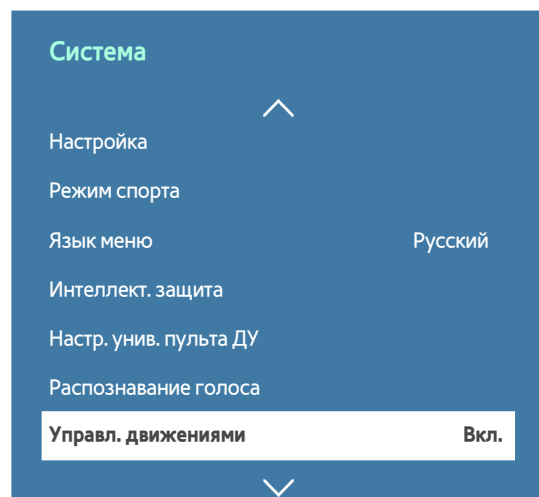 Система
Настройка
Режим спорта
Язык меню Русский
Интеллект. защита
Настр. унив. пульта ДУ
Распознавание голоса
Управл. движениями Вкл.